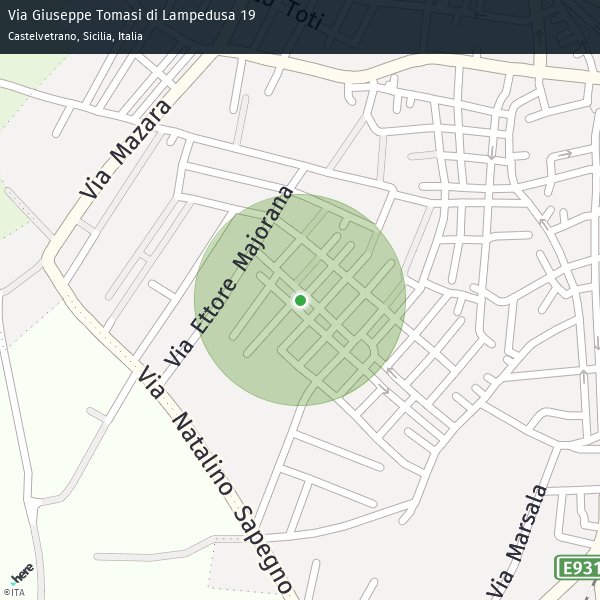 Via Giuseppe Tomasi di Lampedusa 19
Castelvetrano, Sicilia, Italia
Toti
Via Mazara
Via Ettore Majorana
Via Natalino Sapegno
Via Marsala
E931
here
©ITA